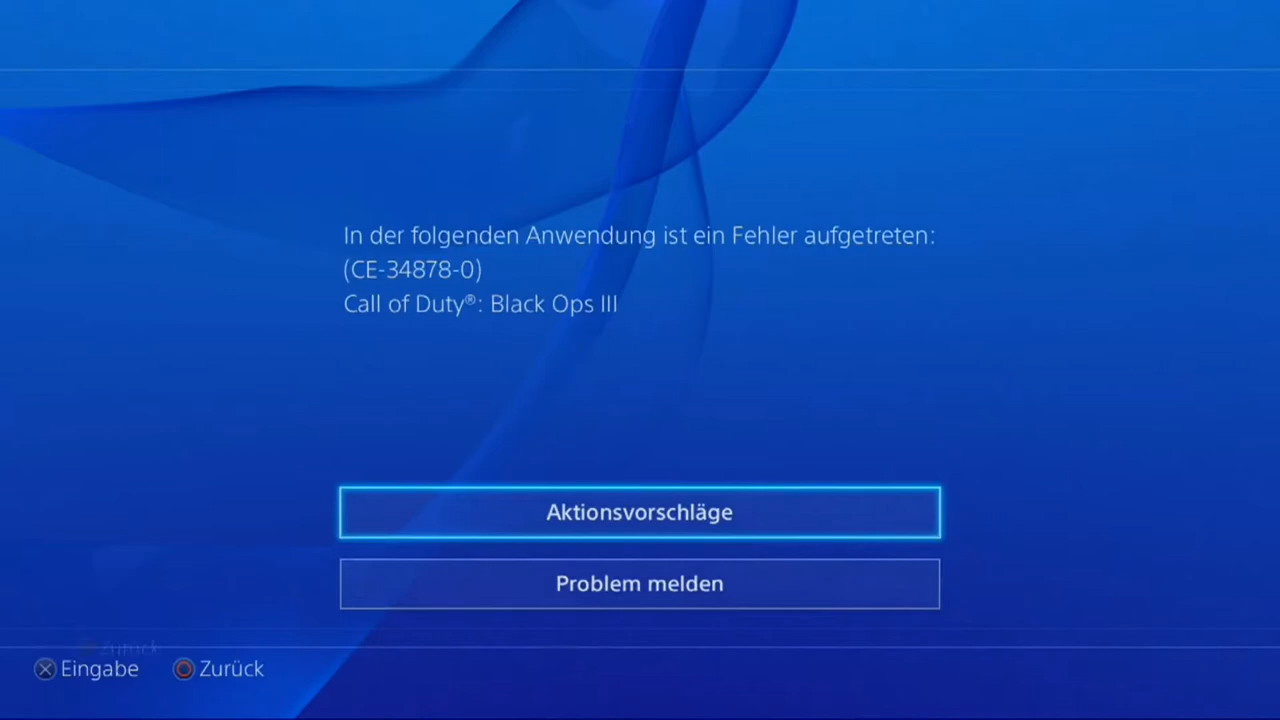 In der folgenden Anwendung ist ein Fehler aufgetreten:
(CE-34878-0)
Call of Duty®: Black Ops III
Aktionsvorschläge
Problem melden
Zurück
Eingabe Zurück